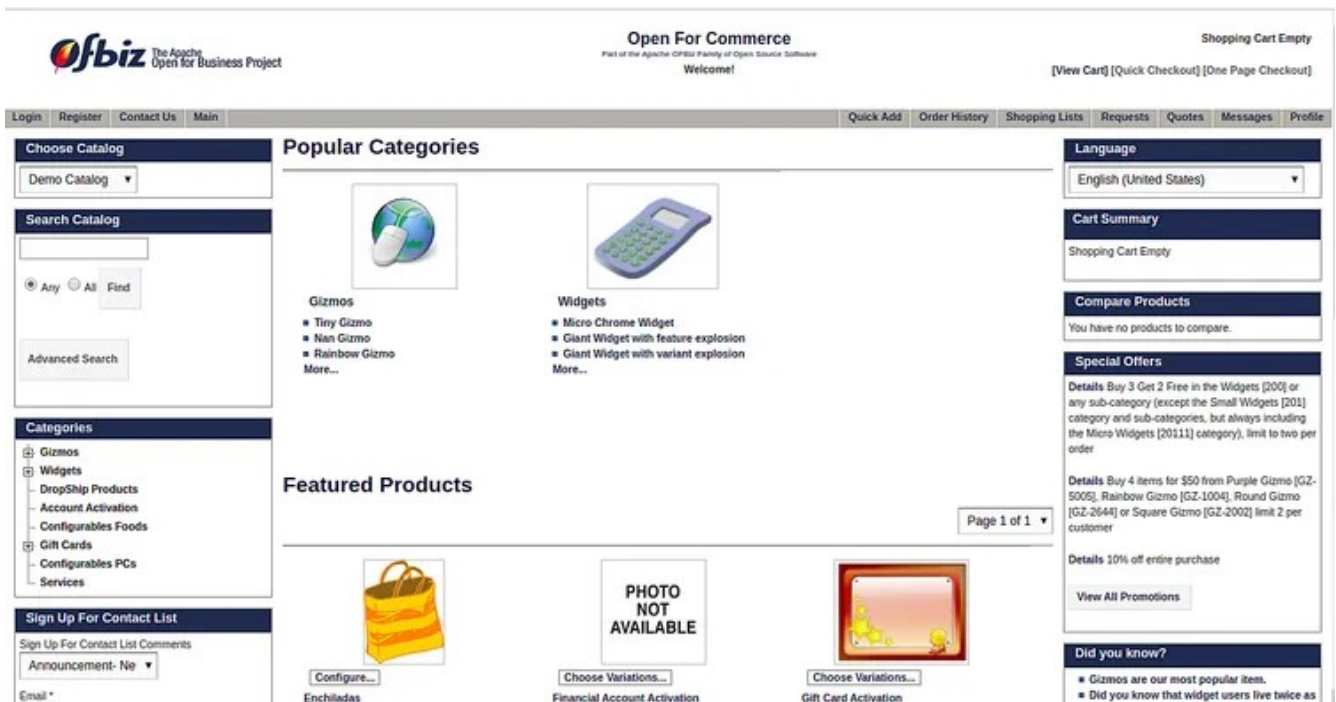 Ofbiz The Apache
Open for Business Project
Open For Commerce
Part of the Apache OFBiz Family of Open Source Software
Welcome!
Shopping Cart Empty
[View Cart] [Quick Checkout] [One Page Checkout]
Login Register Contact Us Main Quick Add Order History Shopping Lists Requests Quotes Messages Profile
Choose Catalog
Demo Catalog
Search Catalog
Any All Find
Advanced Search
Categories
Gizmos
Widgets
DropShip Products
Account Activation
Configurables Foods
Gift Cards
Configurables PCs
Services
Sign Up For Contact List
Sign Up For Contact List Comments
Announcement- Ne
Email *
Popular Categories
Gizmos
Tiny Gizmo
Nan Gizmo
Rainbow Gizmo
More...
Widgets
Micro Chrome Widget
Giant Widget with feature explosion
Giant Widget with variant explosion
More...
Featured Products
Page 1 of 1
Configure...
Enchiladas
PHOTO
NOT
AVAILABLE
Choose Variations...
Financial Account Activation
Choose Variations...
Gift Card Activation
Language
English (United States)
Cart Summary
Shopping Cart Empty
Compare Products
You have no products to compare.
Special Offers
Details Buy 3 Get 2 Free in the Widgets [200] or
any sub-category (except the Small Widgets [201]
category and sub-categories, but always including
the Micro Widgets [20111] category), limit to two per
order
Details Buy 4 items for $50 from Purple Gizmo [GZ-
5005], Rainbow Gizmo [GZ-1004], Round Gizmo
[GZ-2644] or Square Gizmo [GZ-2002] limit 2 per
customer
Details 10% off entire purchase
View All Promotions
Did you know?
Gizmos are our most popular item.
Did you know that widget users live twice as